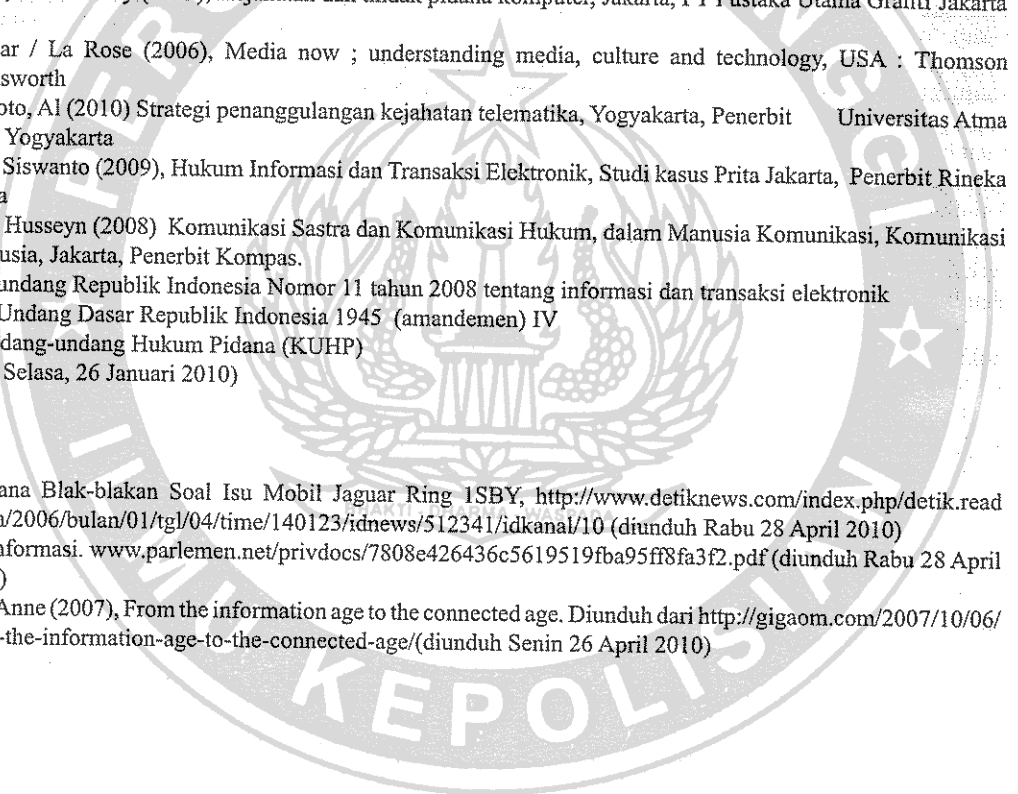 dan tindak pidana komputer, Jakarta, PT Pustaka Utama Grafiti Jakarta
ar / La Rose (2006), Media now ; understanding media, culture and technology, USA : Thomson
sworth
oto, Al (2010) Strategi penanggulangan kejahatan telematika, Yogyakarta, Penerbit Universitas Atma
Yogyakarta
Siswanto (2009), Hukum Informasi dan Transaksi Elektronik, Studi kasus Prita Jakarta, Penerbit Rineka
a
Husseyn (2008) Komunikasi Sastra dan Komunikasi Hukum, dalam Manusia Komunikasi, Komunikasi
usia, Jakarta, Penerbit Kompas.
undang Republik Indonesia Nomor 11 tahun 2008 tentang informasi dan transaksi elektronik
Undang Dasar Republik Indonesia 1945 (amandemen) IV
dang-undang Hukum Pidana (KUHP)
Selasa, 26 Januari 2010)
ana Blak-blakan Soal Isu Mobil Jaguar Ring 1SBY, http://www.detiknews.com/index.php/detik.read
/2006/bulan/01/tgl/04/time/140123/idnews/512341/idkanal/10 (diunduh Rabu 28 April 2010)
nformasi. www.parlemen.net/privdocs/7808e426436c5619519fba95ff8fa3f2.pdf (diunduh Rabu 28 April
)
Anne (2007), From the information age to the connected age. Diunduh dari http://gigaom.com/2007/10/06/
-the-information-age-to-the-connected-age/(diunduh Senin 26 April 2010)
BHAKTI - DHARMA - WASPADA
ILMU KEPOLISIAN